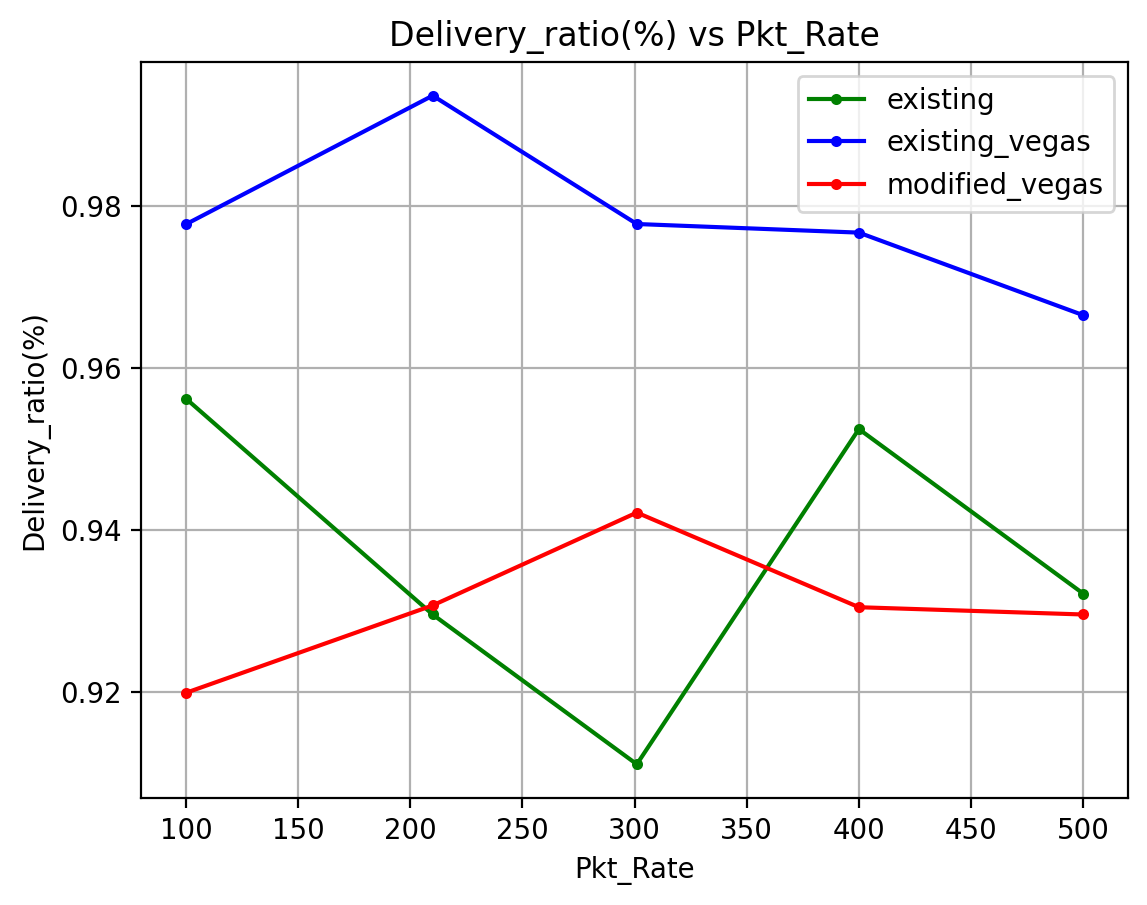 Delivery_ratio(%) vs Pkt_Rate
existing
existing_vegas
modified_vegas
Delivery_ratio(%)
0.98
0.96
0.94
0.92
100 150 200 250 300 350 400 450 500
Pkt_Rate